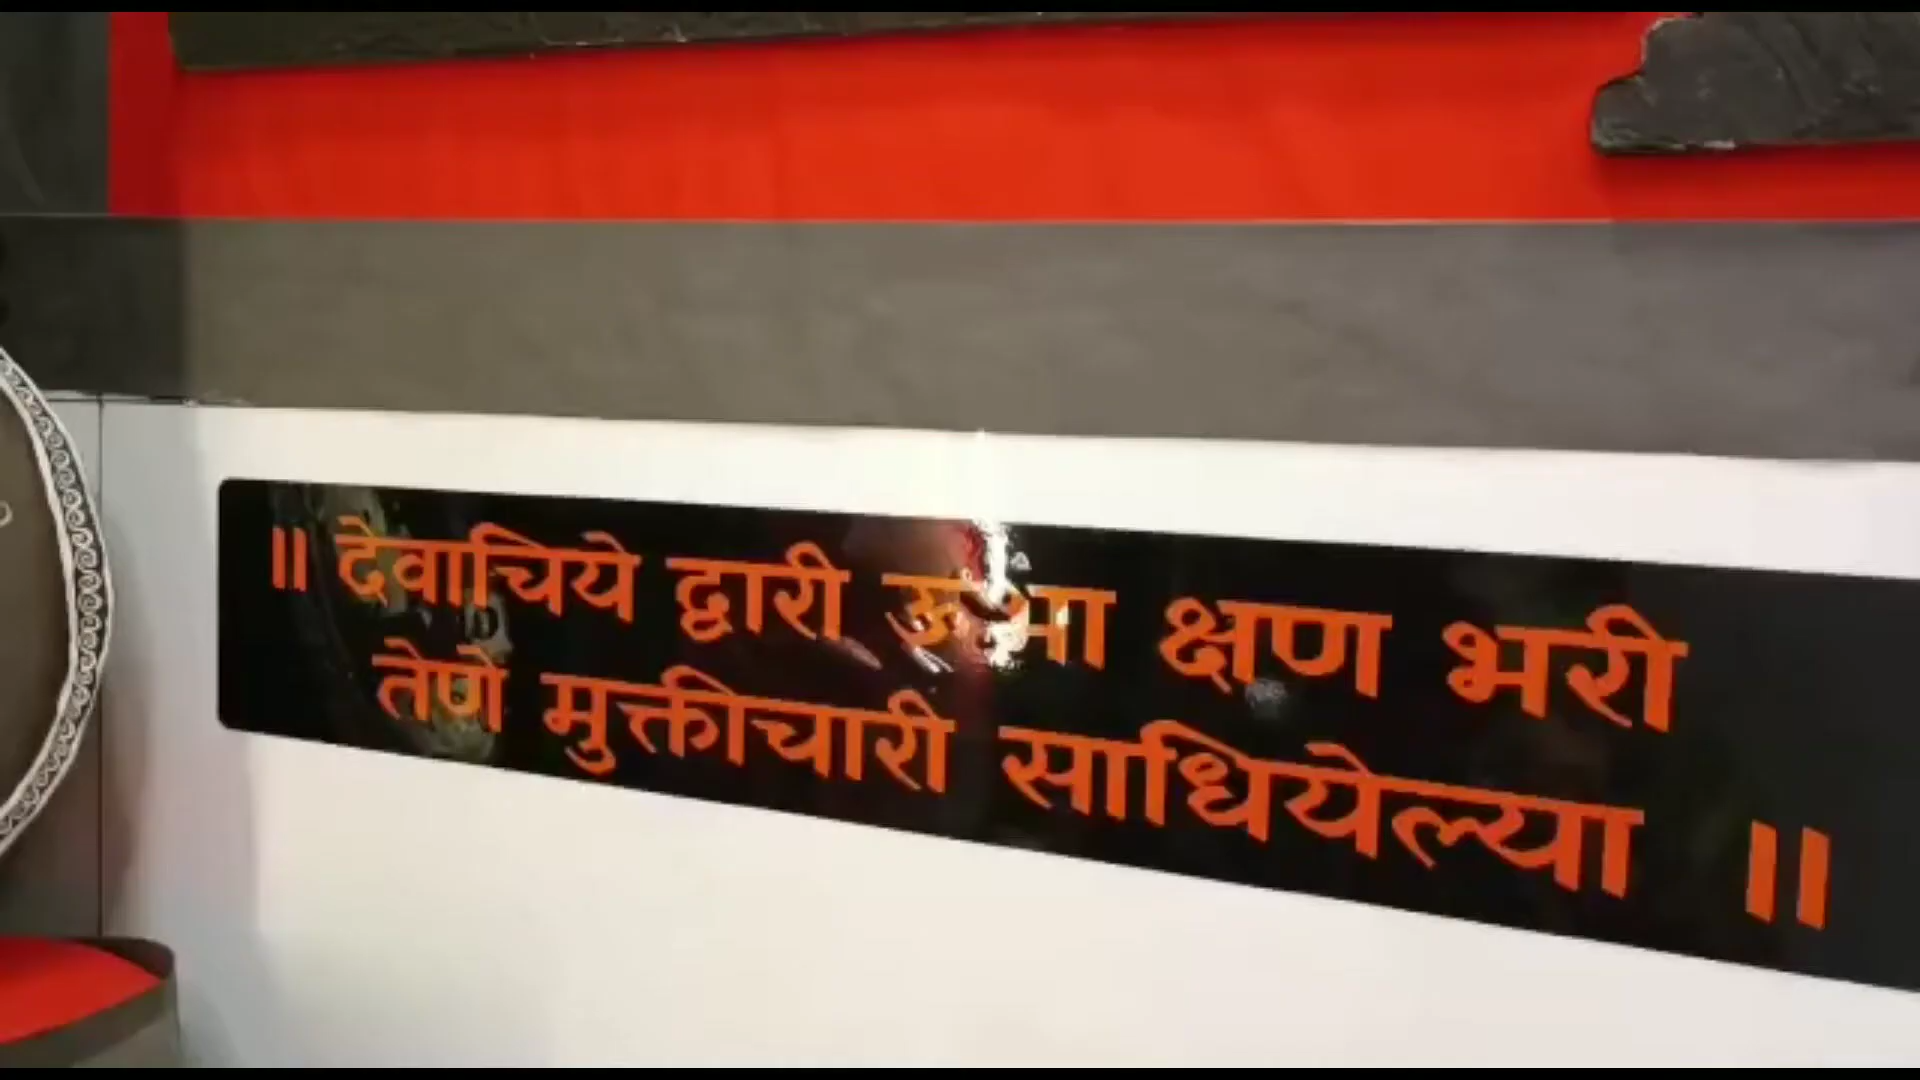 ॥ देवाचिये द्वारी उभा क्षण भरी
तेणे मुक्तीचारी साधियेल्या ॥